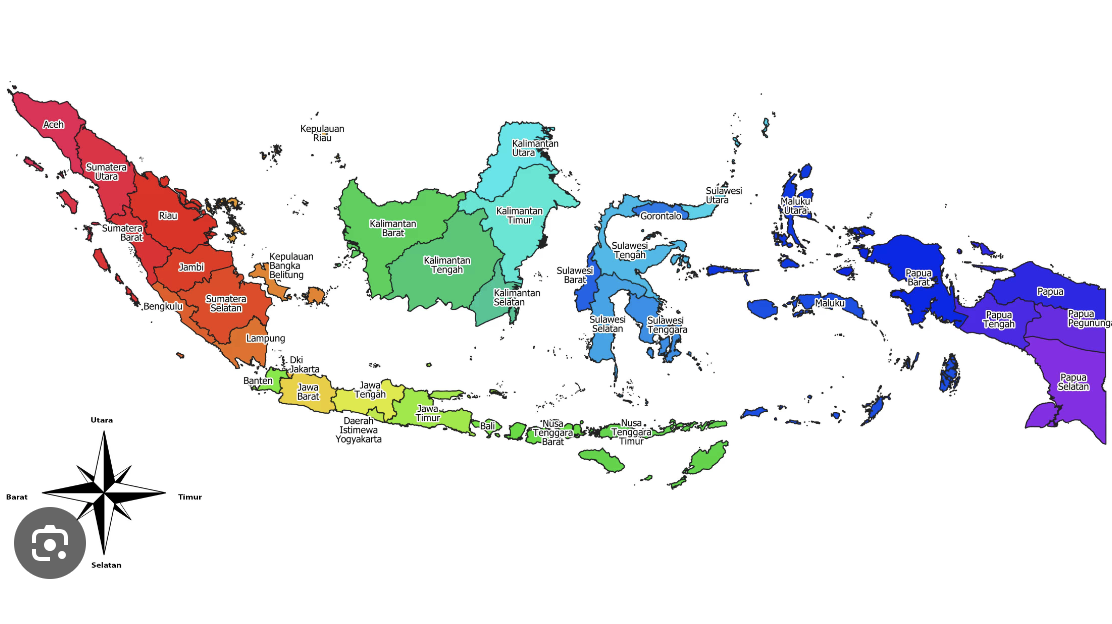 Aceh
Sumatera
Utara
Riau
Sumatera
Barat
Jambi
Bengkulu
Sumatera
Selatan
Lampung
Kepulauan
Bangka
Belitung
Kepulauan
Riau
Kalimantan
Utara
Kalimantan
Barat
Kalimantan
Timur
Kalimantan
Tengah
Kalimantan
Selatan
Sulawesi
Utara
Gorontalo
Sulawesi
Tengah
Sulawesi
Barat
Sulawesi
Selatan
Sulawesi
Tenggara
Maluku
Utara
Maluku
Papua
Barat
Papua
Papua
Tengah
Papua
Pegununga
Papua
Selatan
Dki
Jakarta
Banten
Jawa
Barat
Jawa
Tengah
Daerah
Istimewa
Yogyakarta
Jawa
Timur
Bali
Nusa
Tenggara
Barat
Nusa
Tenggara
Timur
Utara
Barat
Timur
Selatan